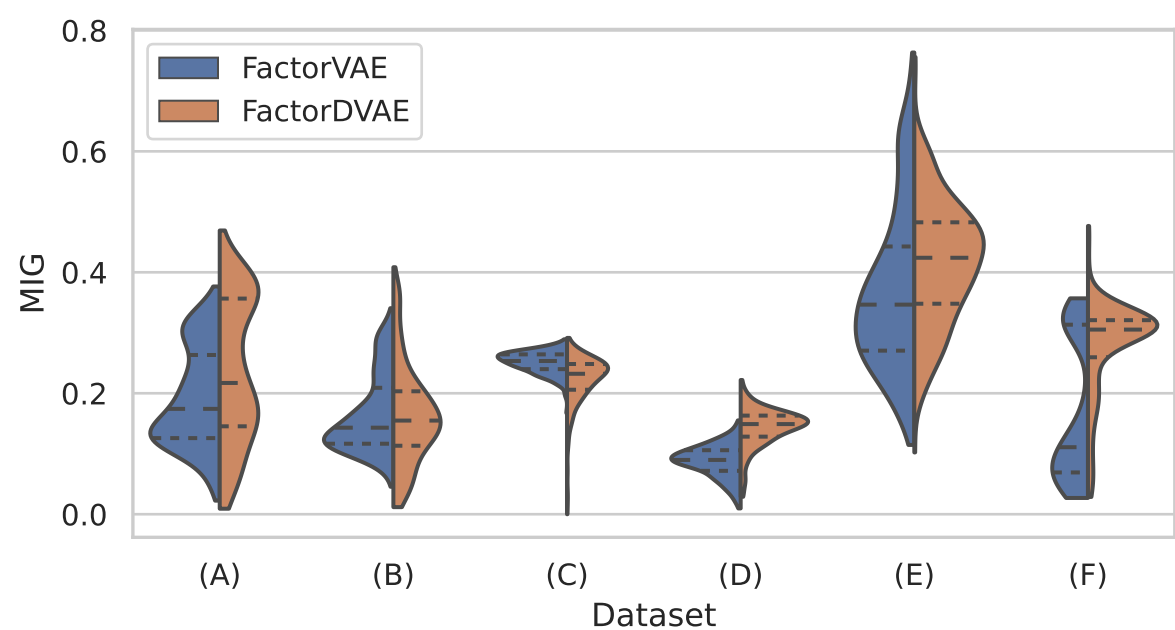 0.8
0.6
0.4
0.2
0.0
MIG
FactorVAE
FactorDVAE
(A) (B) (C) (D) (E) (F)
Dataset